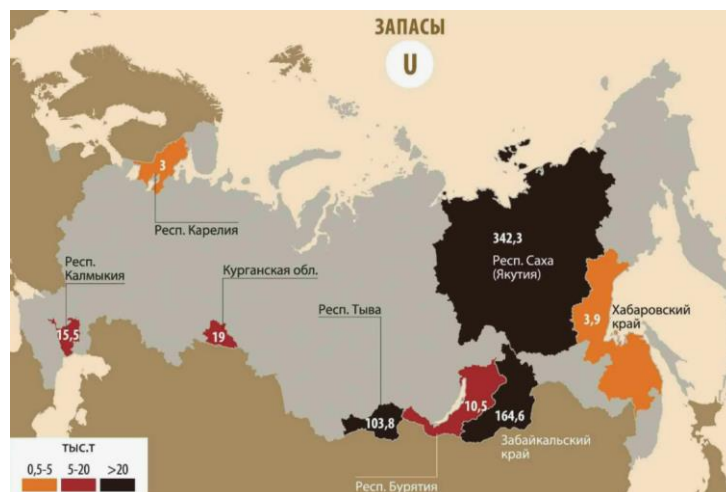 ЗАПАСЫ
U
3
Респ. Карелия
342,3
Респ. Саха
(Якутия)
Респ.
Калмыкия
Курганская обл.
Респ. Тыва
Хабаровский
край
3,9
15,5
19
10,5
103,8
164,6
Забайкальский
край
ТЫС.Т
0,5-5 5-20 >20
Респ. Бурятия